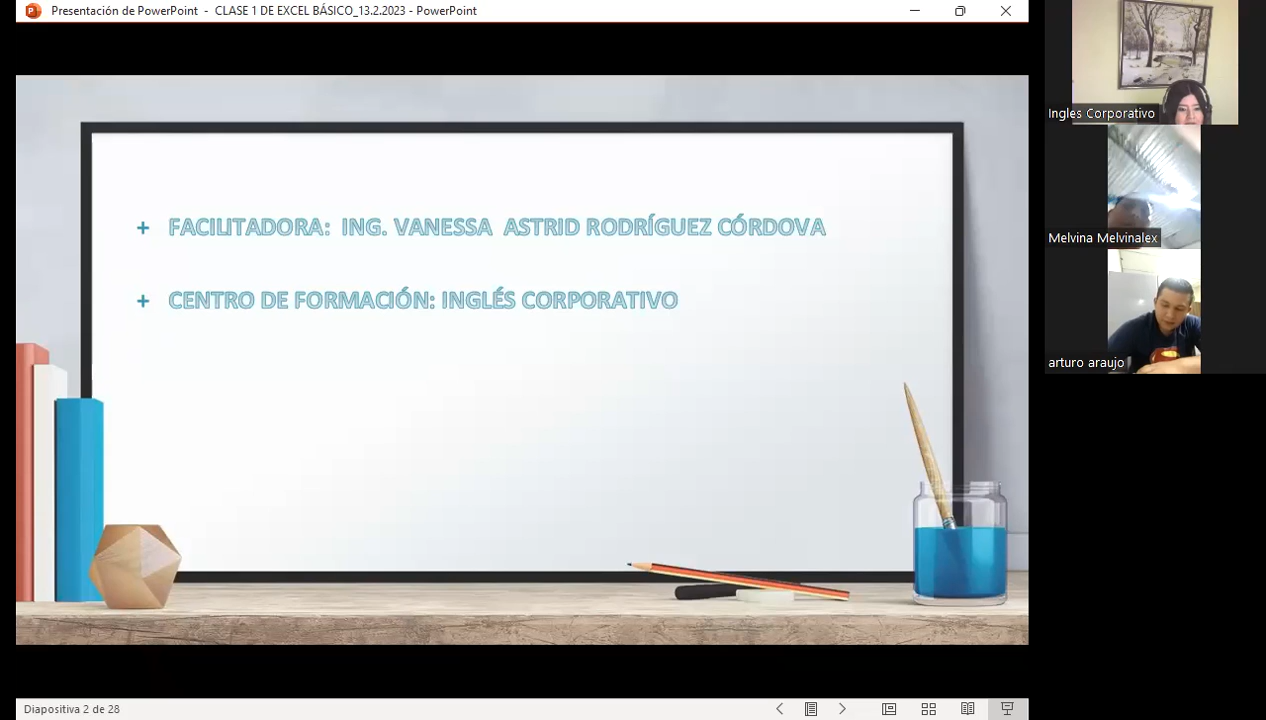 Presentación de PowerPoint - CLASE 1 DE EXCEL BÁSICO_13.2.2023 - PowerPoint
+ FACILITADORA: ING. VANESSA ASTRID RODRÍGUEZ CÓRDOVA
+ CENTRO DE FORMACIÓN: INGLÉS CORPORATIVO
Ingles Corporativo
Melvina Melvinalex
arturo araujo
Diapositiva 2 de 28